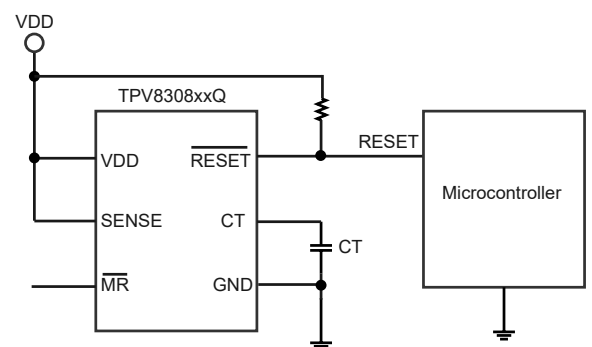 VDD
TPV8308xxQ
VDD
RESET
RESET
Microcontroller
SENSE
CT
CT
MR
GND